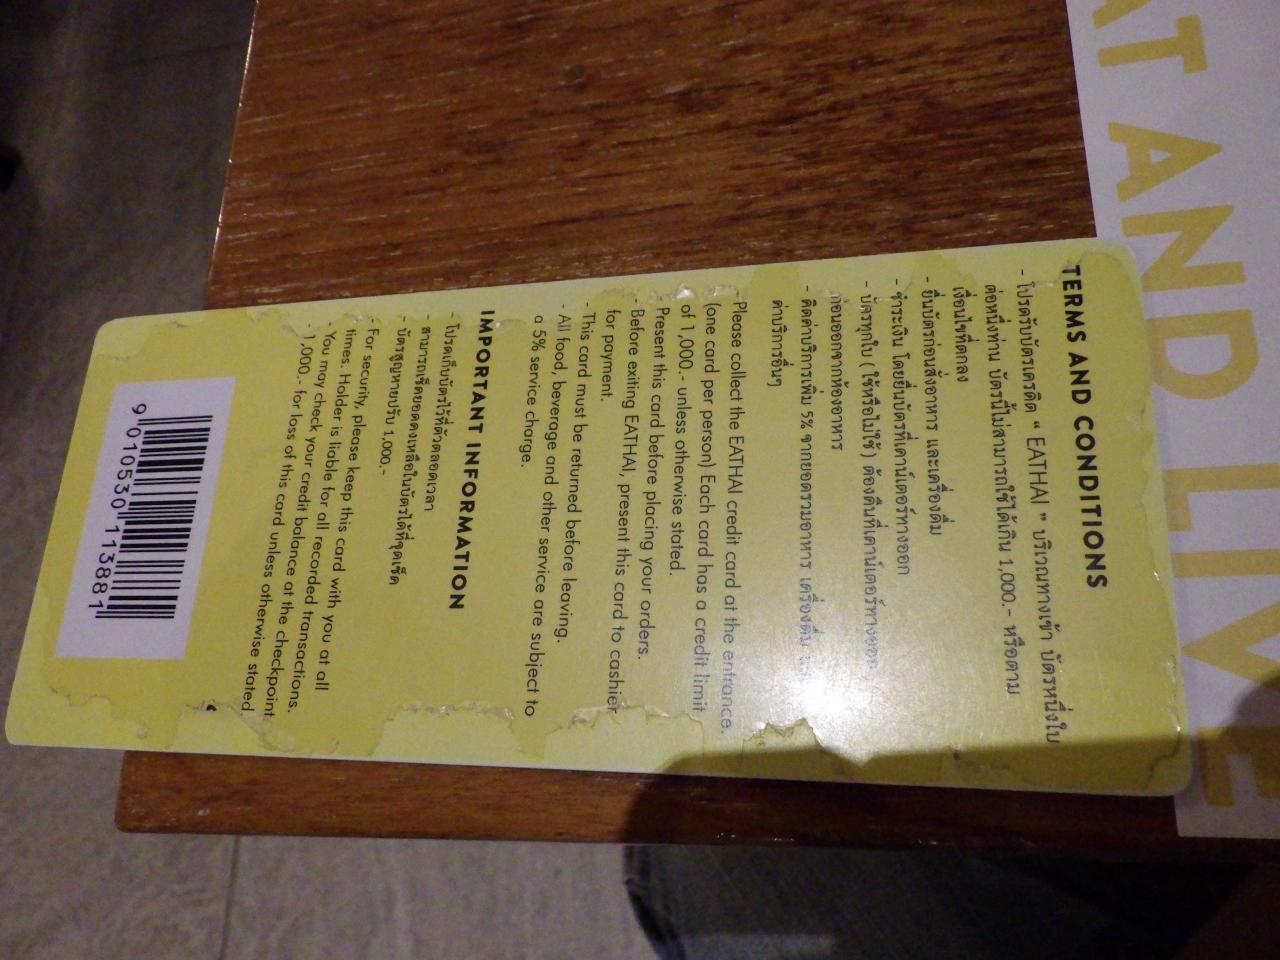 AT AND LIVE
TERMS AND CONDITIONS
- โปรดรับบัตรเครดิต “ EATHAI ” บริเวณทางเข้า บัตรหนึ่งใบ
ต่อหนึ่งท่าน บัตรนี้ไม่สามารถใช้ได้เกิน 1,000.- หรือตาม
เงื่อนไขที่ตกลง
- ยื่นบัตรก่อนสั่งอาหาร และเครื่องดื่ม
- ชำระเงิน โดยยื่นบัตรที่เคาน์เตอร์ทางออก
- บัตรทุกใบ ( ใช้หรือไม่ใช้ ) ต้องคืนที่เคาน์เตอร์ทางออก
ก่อนออกจากห้องอาหาร
- คิดค่าบริการเพิ่ม 5% จากยอดรวมอาหาร เครื่องดื่ม และ
ค่าบริการอื่นๆ
- Please collect the EATHAI credit card at the entrance.
(one card per person) Each card has a credit limit
of 1,000.- unless otherwise stated.
- Present this card before placing your orders.
- Before exiting EATHAI, present this card to cashier
for payment.
- This card must be returned before leaving.
- All food, beverage and other service are subject to
a 5% service charge.
IMPORTANT INFORMATION
- โปรดเก็บบัตรไว้ที่ตัวตลอดเวลา
- สามารถเช็คยอดคงเหลือในบัตรได้ที่จุดเช็ค
- บัตรสูญหายปรับ 1,000.-
- For security, please keep this card with you at all
times. Holder is liable for all recorded transactions.
- You may check your credit balance at the checkpoint
- 1,000.- for loss of this card unless otherwise stated
9 010530 113881